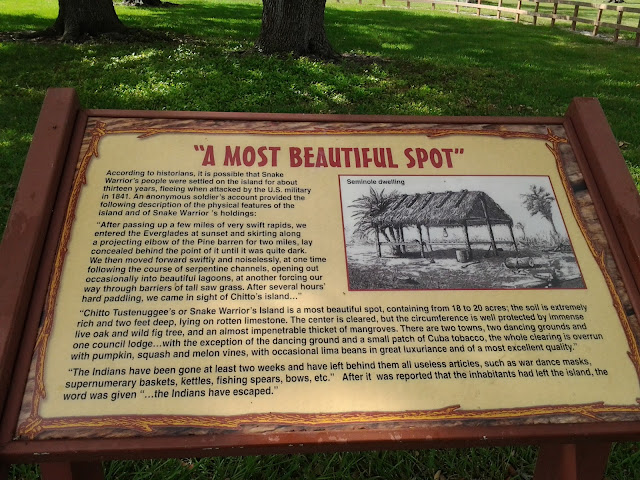 "A MOST BEAUTIFUL SPOT"
According to historians, it is possible that Snake
Warrior's people were settled on the island for about
thirteen years, fleeing when attacked by the U.S. military
in 1841. An anonymous soldier's account provided the
following description of the physical features of the
island and of Snake Warrior 's holdings:
"After passing up a few miles of very swift rapids, we
entered the Everglades at sunset and skirting along
a projecting elbow of the Pine barren for two miles, lay
concealed behind the point of it until it was quite dark.
We then moved forward swiftly and noiselessly, at one time
following the course of serpentine channels, opening out
occasionally into beautiful lagoons, at another forcing our
way through barriers of tall saw grass. After several hours'
hard paddling, we came in sight of Chitto's island…"
Seminole dwelling
"Chitto Tustenuggee's or Snake Warrior's Island is a most beautiful spot, containing from 18 to 20 acres; the soil is extremely
rich and two feet deep, lying on rotten limestone. The center is cleared, but the circumference is well protected by immense
live oak and wild fig tree, and an almost impenetrable thicket of mangroves. There are two towns, two dancing grounds and
one council lodge…with the exception of the dancing ground and a small patch of Cuba tobacco, the whole clearing is overrun
with pumpkin, squash and melon vines, with occasional lima beans in great luxuriance and of a most excellent quality."
"The Indians have been gone at least two weeks and have left behind them all useless articles, such as war dance masks,
supernumerary baskets, kettles, fishing spears, bows, etc." After it was reported that the inhabitants had left the island, the
word was given "…the Indians have escaped."